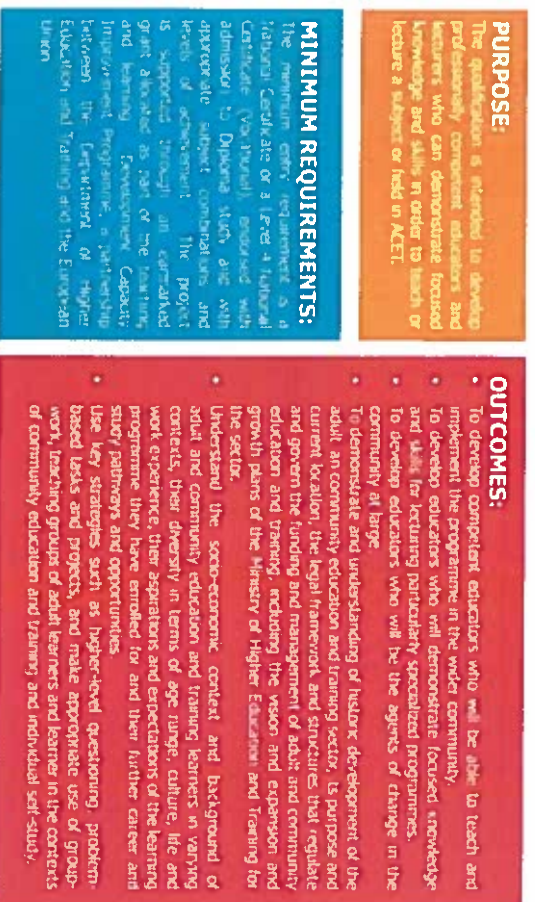 PURPOSE:
The qualification is intended to develop
professionally competent educators and
lecturers who can demonstrate focused
knowledge and skills in order to teach or
lecture a subject or field in ACET.
MINIMUM REQUIREMENTS:
The minimum entry requirement is a
National Certificate or a Level 4 National
Certificate (Vocational), endorsed with
admission to Diploma study and with
appropriate subject combinations and
levels of achievement. The project
is supported through an earmarked
grant allocated as part of the teaching
and learning Development Capacity
Improvement Programme, a partnership
between the Department of Higher
Education and Training and the European
Union
OUTCOMES:
• To develop competent educators who will be able to teach and
implement the programme in the wider community.
• To develop educators who will demonstrate focused knowledge
and skills for lecturing particularly specialized programmes.
• To develop educators who will be the agents of change in the
community at large.
• To demonstrate and understanding of historic development of the
adult an community education and training sector, its purpose and
current location, the legal framework and structures that regulate
and govern the funding and management of adult and community
education and training, including the vision and expansion and
growth plans of the Ministry of Higher Education and Training for
the sector.
• Understand the socio-economic context and background of
adult and community education and training learners in varying
contexts, their diversity in terms of age range, culture, life and
work experience, their aspirations and expectations of the learning
programme they have enrolled for and their further career and
study pathways and opportunities.
• Use key strategies such as higher-level questioning, problem-
based tasks and projects, and make appropriate use of group-
work, teaching groups of adult learners and learner in the contexts
of community education and training and individual self-study.